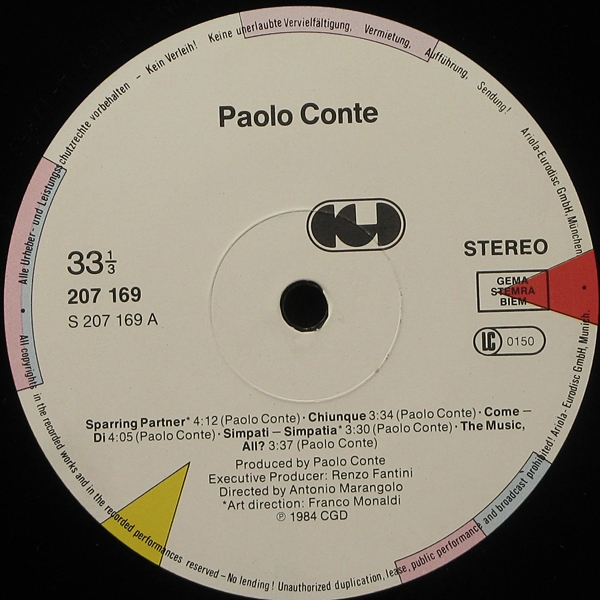 Alle Urheber- und Leistungsschutzrechte vorbehalten – Kein Verleih! Keine unerlaubte Vervielfältigung, Vermietung, Aufführung, Sendung! Ariola-Eurodisc GmbH, München
Paolo Conte
33 1/3
207 169
S 207 169 A
STEREO
GEMA
STEMRA
BIEM
LC 0150
Sparring Partner* 4:12 (Paolo Conte) · Chiunque 3:34 (Paolo Conte) · Come –
Di 4:05 (Paolo Conte) · Simpati – Simpatia* 3:30 (Paolo Conte) · The Music,
All? 3:37 (Paolo Conte)
Produced by Paolo Conte
Executive Producer: Renzo Fantini
Directed by Antonio Marangolo
*Art direction: Franco Monaldi
℗ 1984 CGD
All copyrights in the recorded works and in the recorded performances reserved – No lending! Unauthorized duplication, lease, public performance and broadcast prohibited! Ariola-Eurodisc GmbH, Munich.